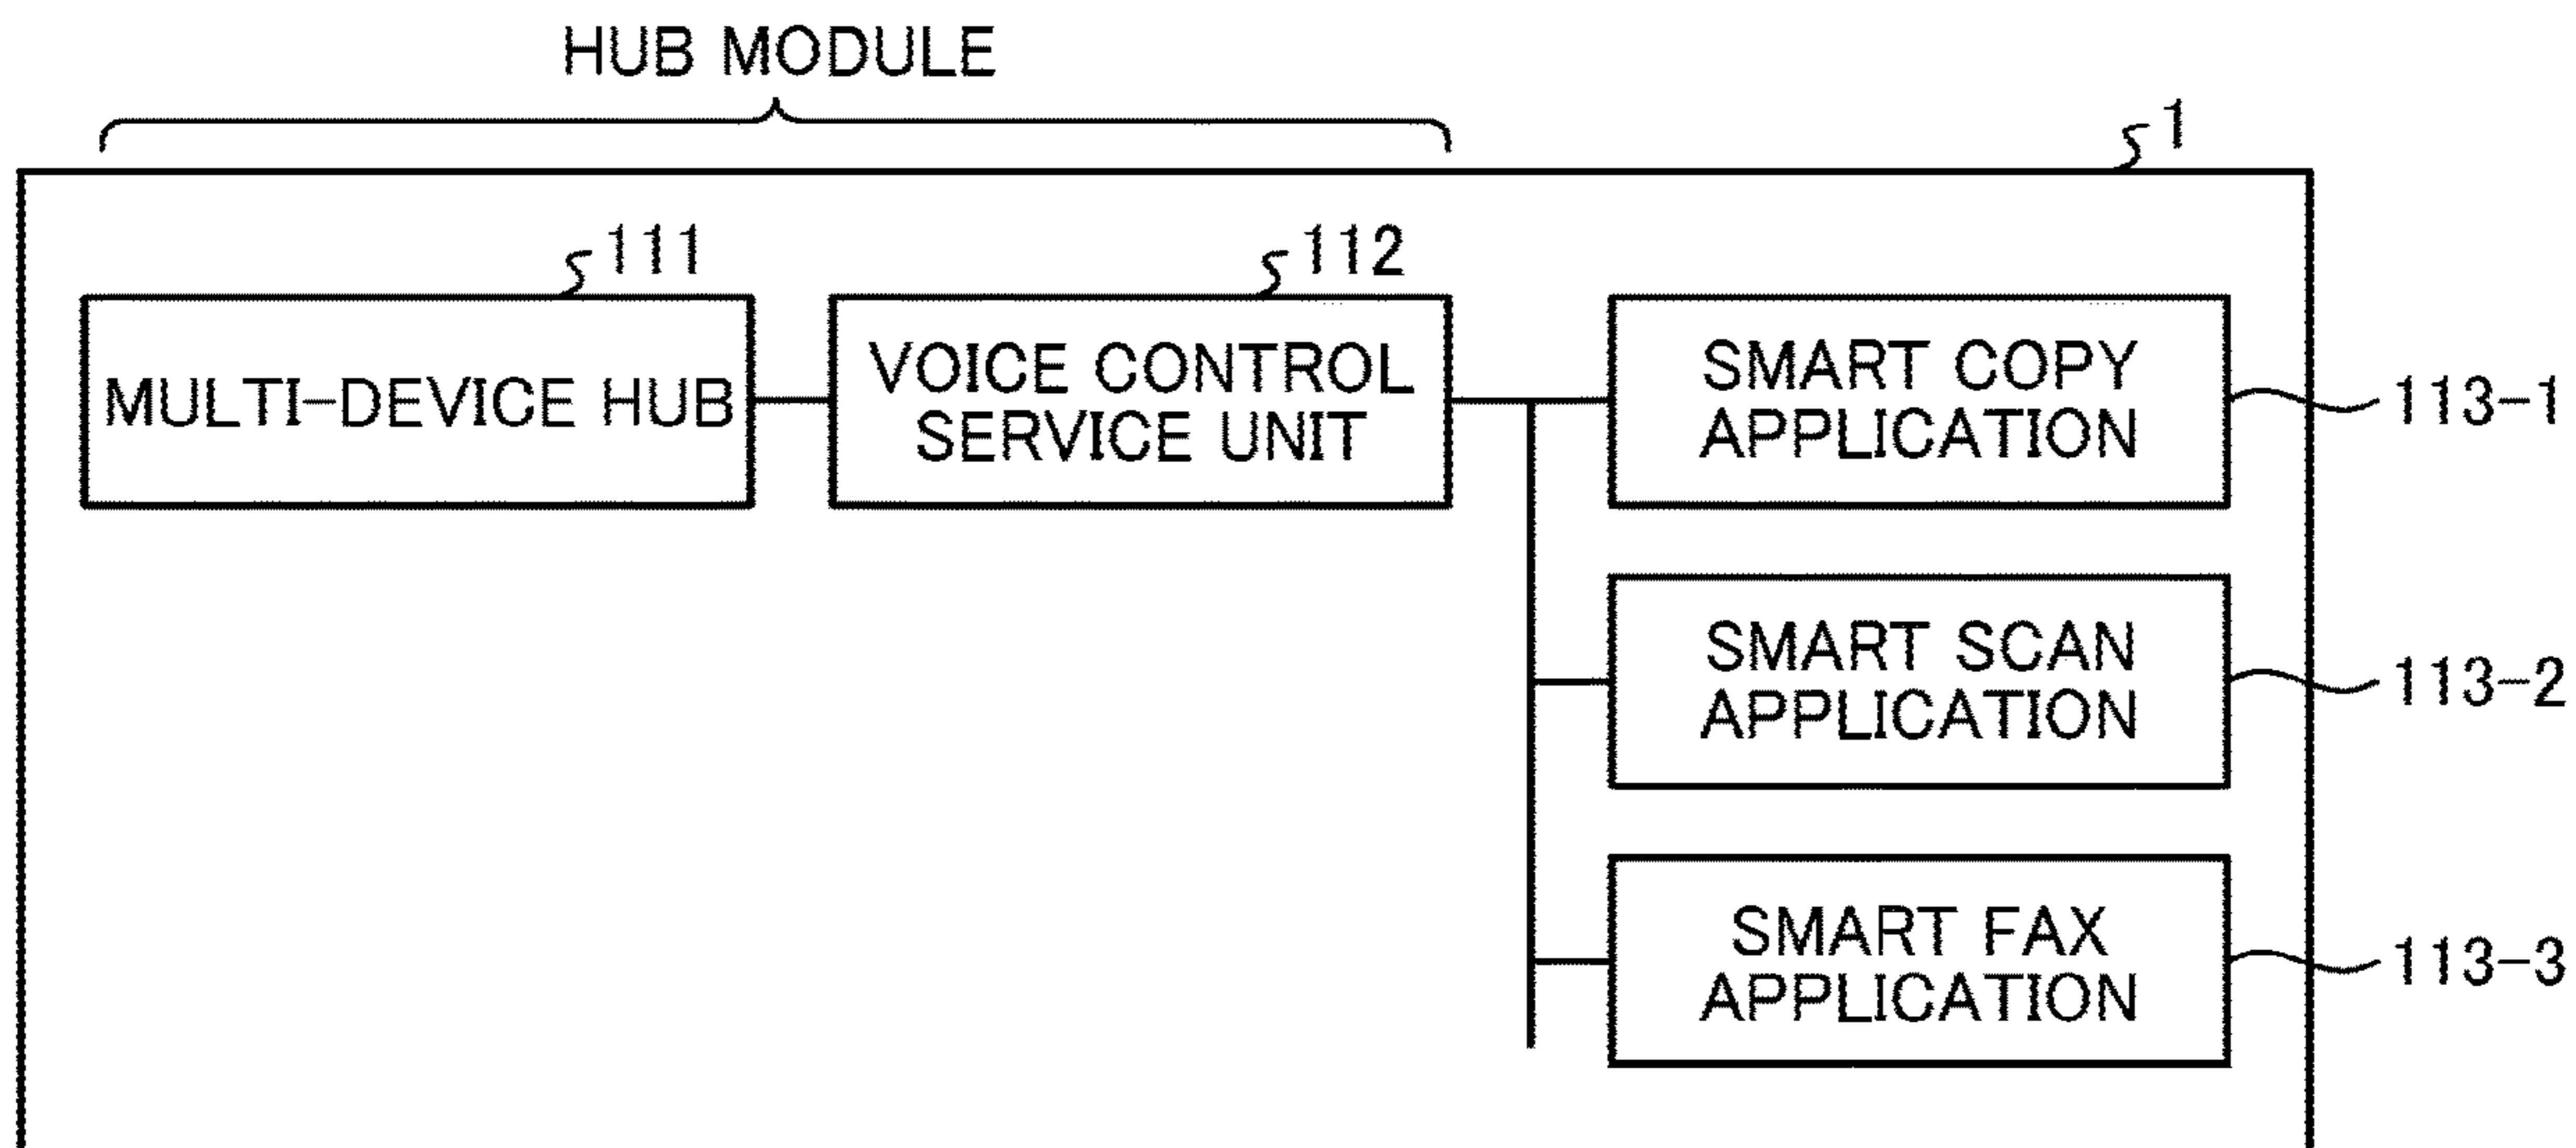 HUB MODULE
1
111
112
MULTI-DEVICE HUB
VOICE CONTROL
SERVICE UNIT
SMART COPY
APPLICATION
113-1
SMART SCAN
APPLICATION
113-2
SMART FAX
APPLICATION
113-3